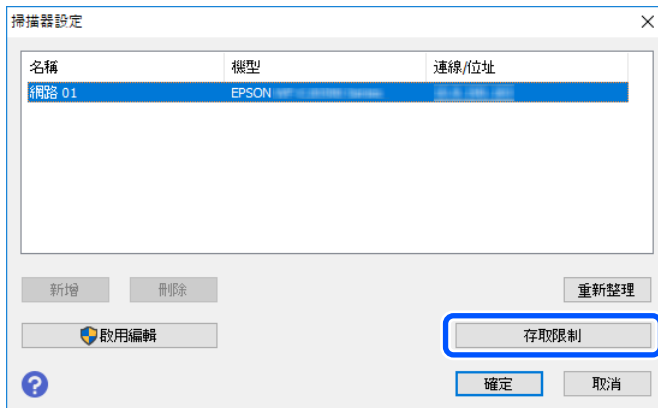 掃描器設定
名稱 機型 連線/位址
網路 01 EPSON
新增 刪除 重新整理
啟用編輯 存取限制
確定 取消